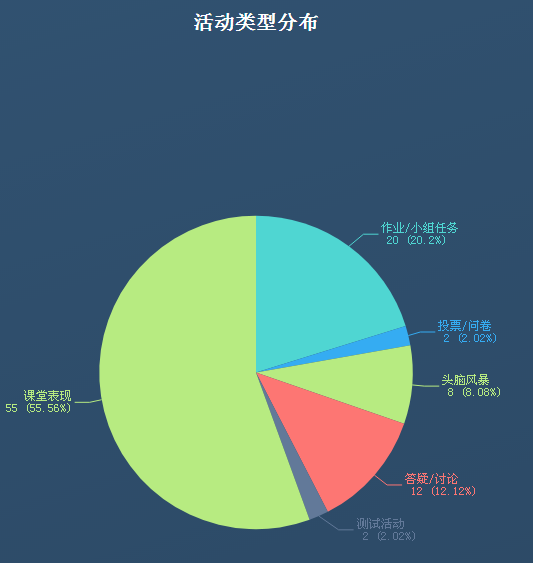 活动类型分布
作业/小组任务
20 (20.2%)
投票/问卷
2 (2.02%)
头脑风暴
8 (8.08%)
课堂表现
55 (55.56%)
答疑/讨论
12 (12.12%)
测试活动
2 (2.02%)